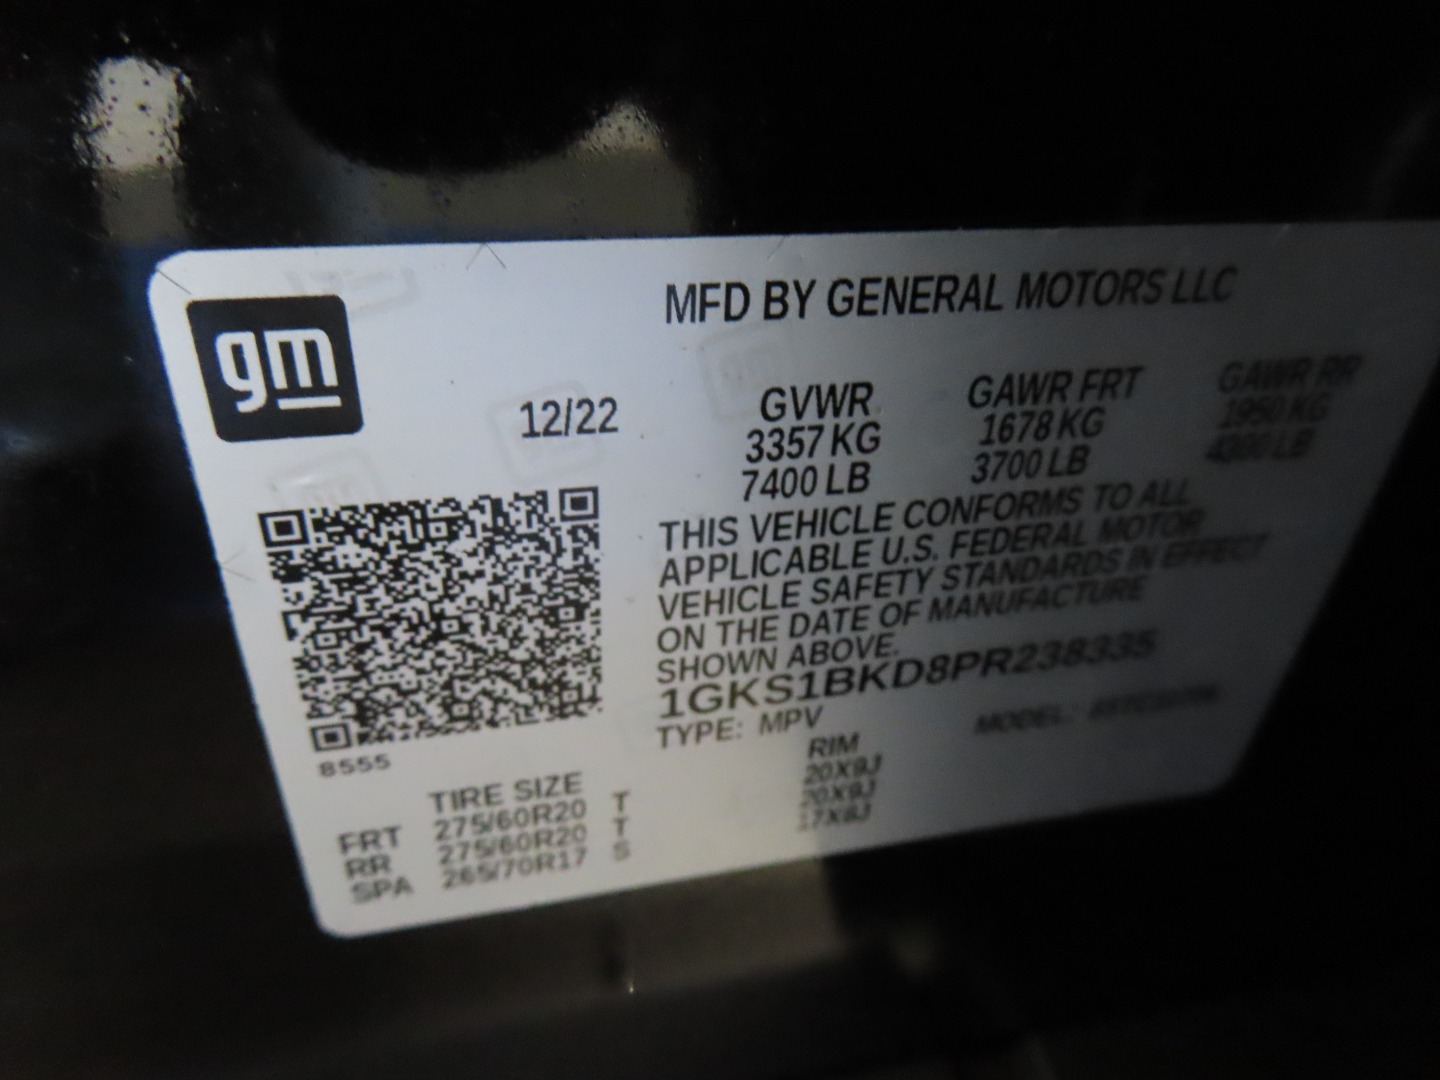 gm
MFD BY GENERAL MOTORS LLC
12/22
GVWR GAWR FRT GAWR RR
3357 KG 1678 KG 1950 KG
7400 LB 3700 LB 4300 LB
THIS VEHICLE CONFORMS TO ALL
APPLICABLE U.S. FEDERAL MOTOR
VEHICLE SAFETY STANDARDS IN EFFECT
ON THE DATE OF MANUFACTURE
SHOWN ABOVE.
1GKS1BKD8PR238335
TYPE: MPV MODEL:
8555
TIRE SIZE RIM
FRT 275/60R20 T 20X9J
RR 275/60R20 T 20X9J
SPA 265/70R17 S 17X8J